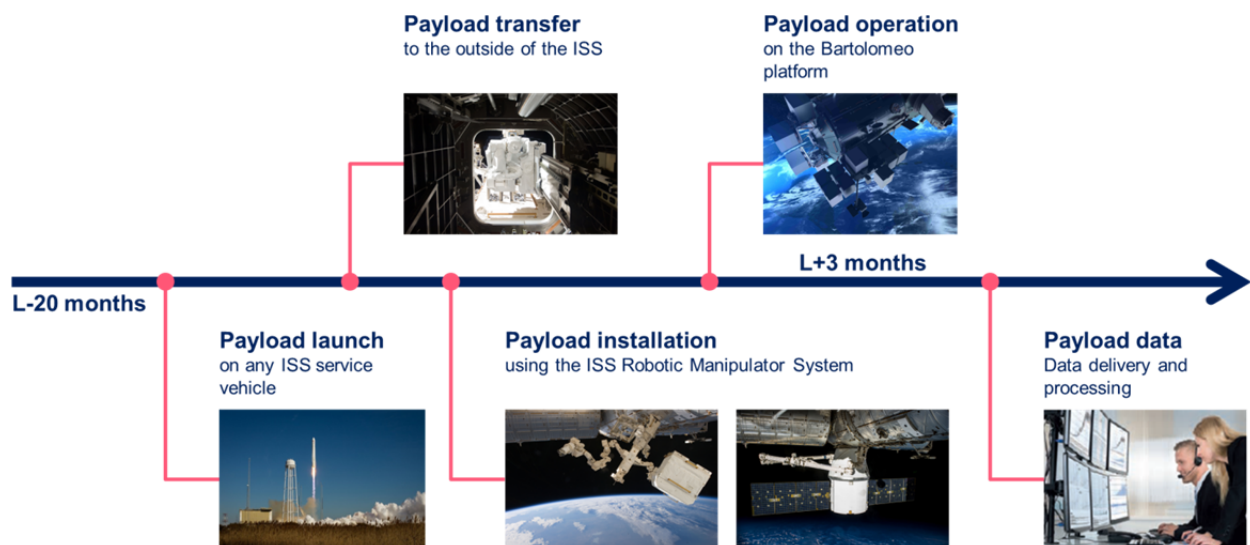 Payload transfer
to the outside of the ISS
Payload operation
on the Bartolomeo
platform
L+3 months
L-20 months
Payload launch
on any ISS service
vehicle
Payload installation
using the ISS Robotic Manipulator System
Payload data
Data delivery and
processing